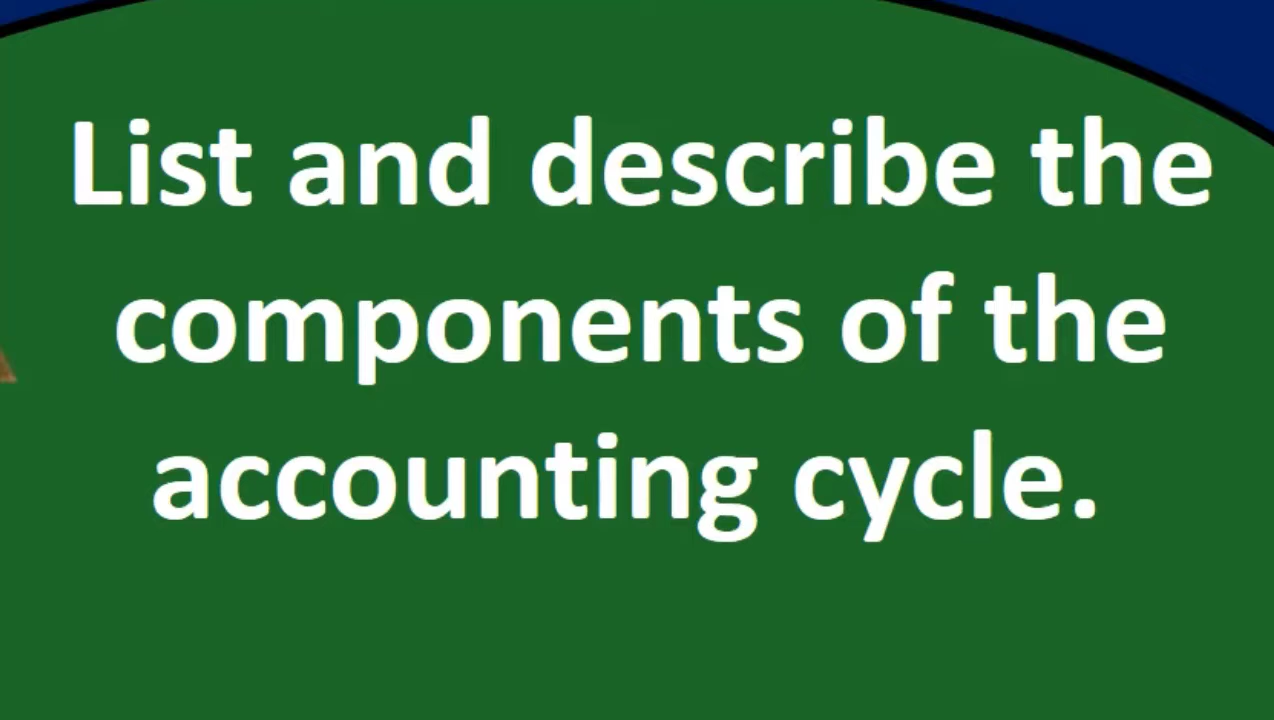 List and describe the
components of the
accounting cycle.